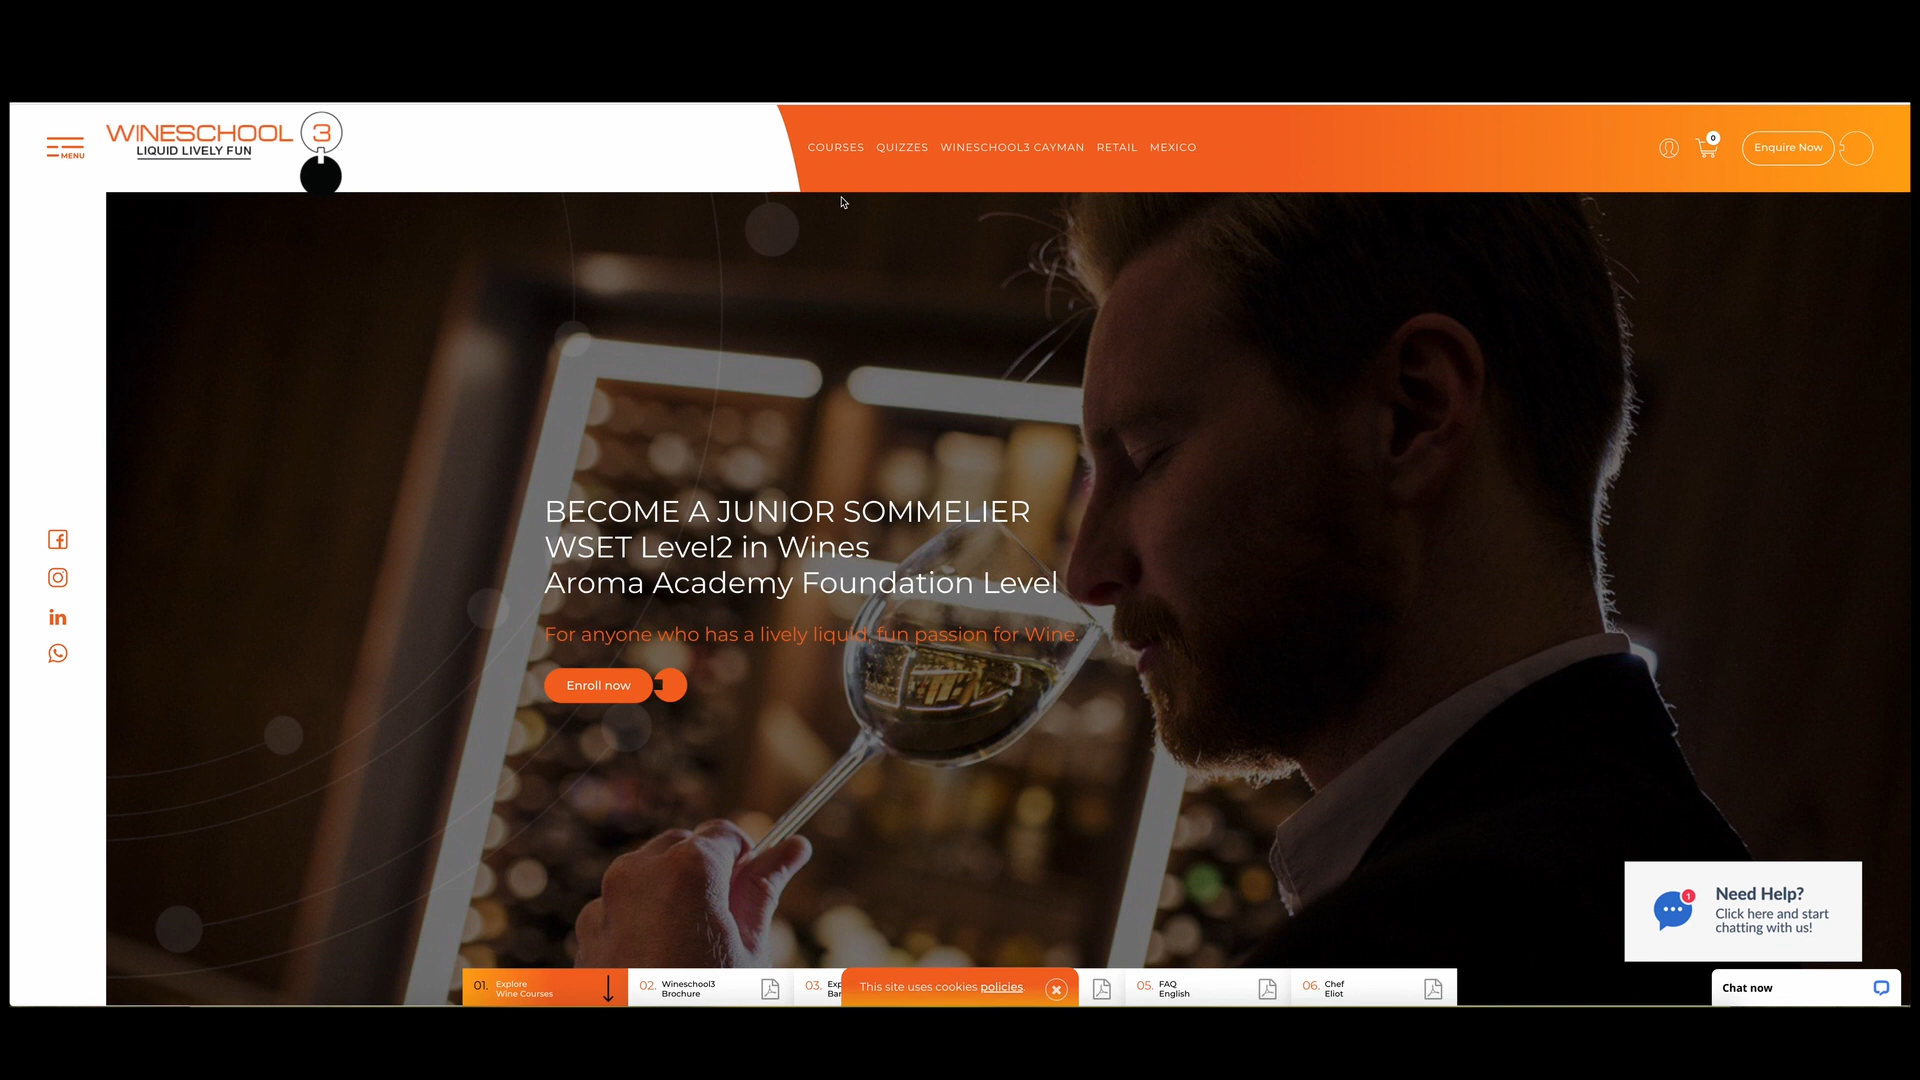 MENU
WINESCHOOL 3
LIQUID LIVELY FUN
COURSES QUIZZES WINESCHOOL3 CAYMAN RETAIL MEXICO
0
Enquire Now
BECOME A JUNIOR SOMMELIER
WSET Level2 in Wines
Aroma Academy Foundation Level
For anyone who has a lively liquid, fun passion for Wine.
Enroll now
1
Need Help?
Click here and start
chatting with us!
01. Explore
Wine Courses
02. Wineschool3
Brochure
03.
This site uses cookies policies.
05. FAQ
English
06. Chef
Eliot
Chat now